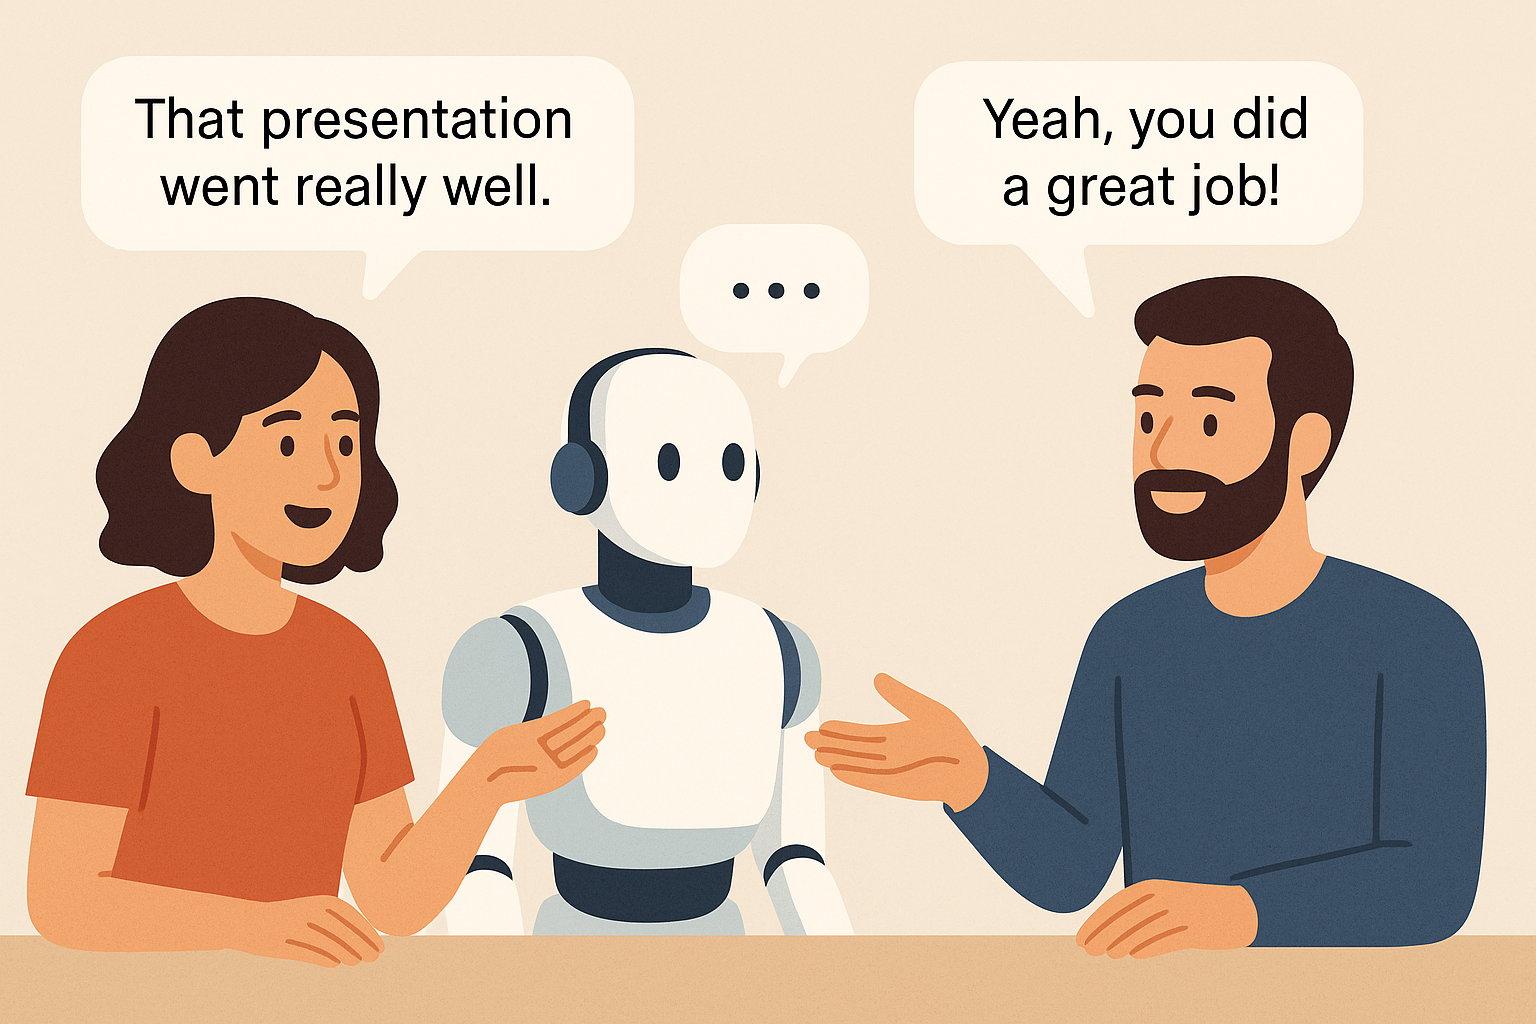 That presentation
went really well.
...
Yeah, you did
a great job!